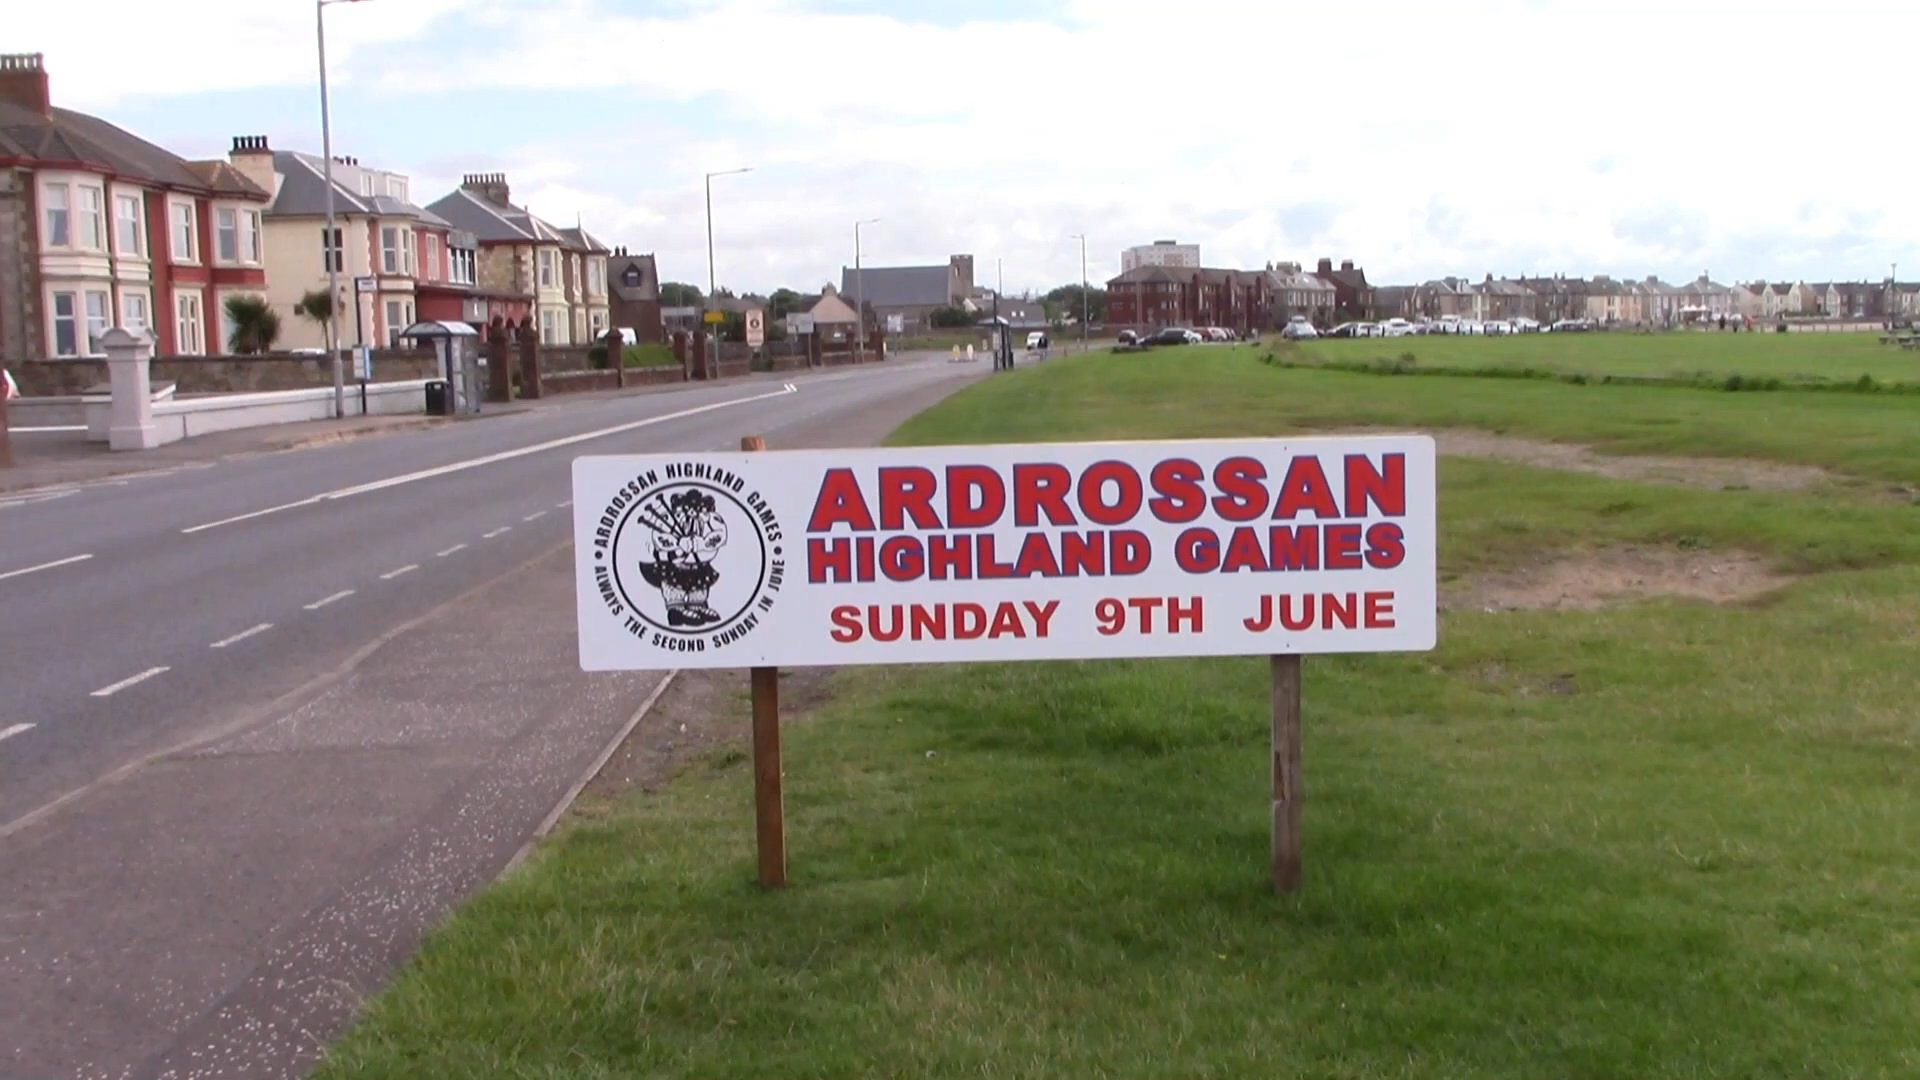 ARDROSSAN HIGHLAND GAMES
• ALWAYS THE SECOND SUNDAY IN JUNE •
ARDROSSAN
HIGHLAND GAMES
SUNDAY 9TH JUNE